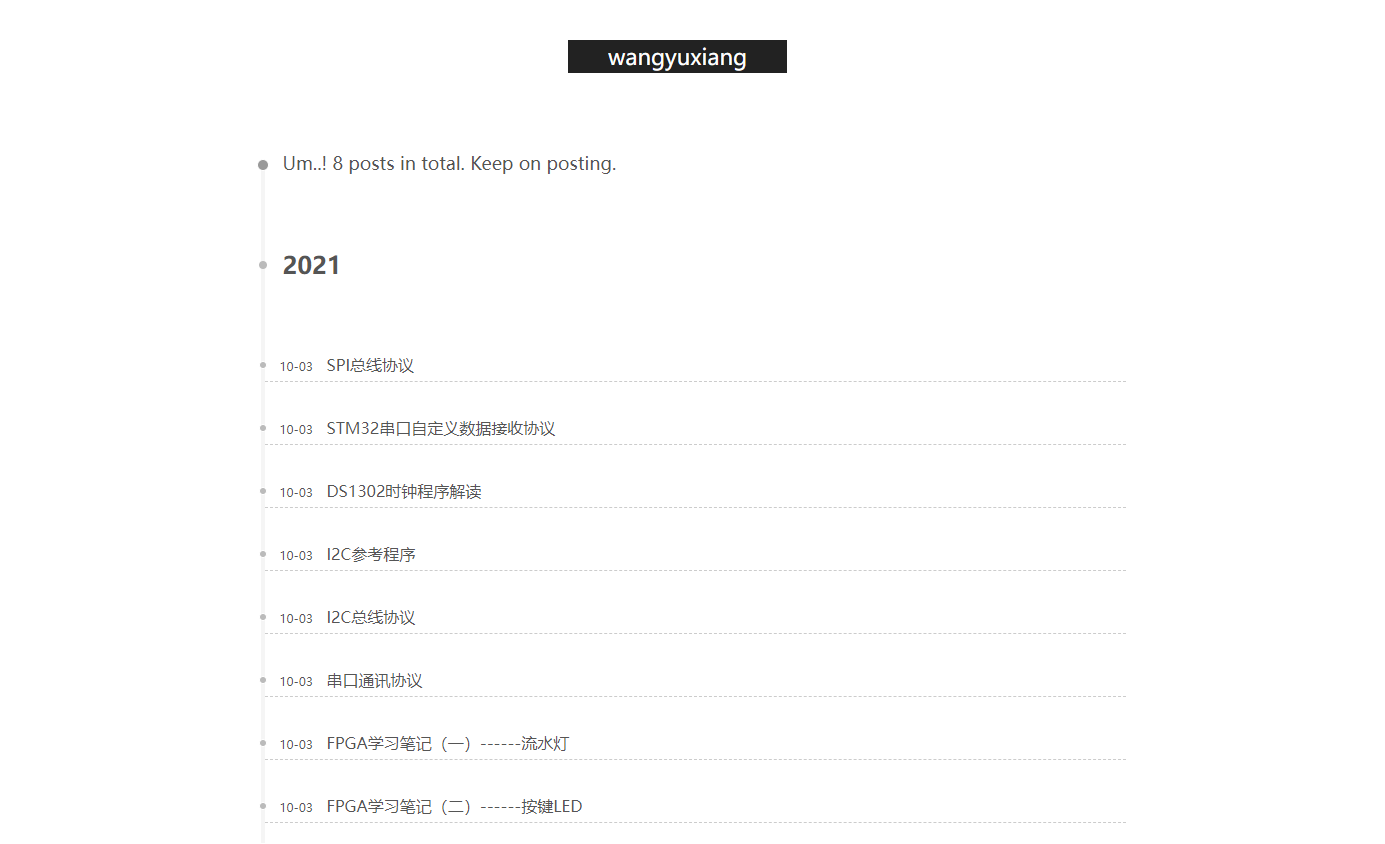 wangyuxiang
Um..! 8 posts in total. Keep on posting.
2021
10-03 SPI总线协议
10-03 STM32串口自定义数据接收协议
10-03 DS1302时钟程序解读
10-03 I2C参考程序
10-03 I2C总线协议
10-03 串口通讯协议
10-03 FPGA学习笔记（一）------流水灯
10-03 FPGA学习笔记（二）------按键LED